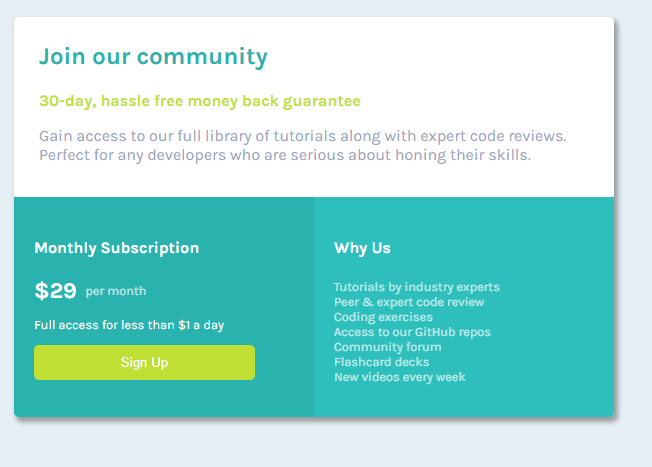 Join our community
30-day, hassle free money back guarantee
Gain access to our full library of tutorials along with expert code reviews.
Perfect for any developers who are serious about honing their skills.
Monthly Subscription
$29 per month
Full access for less than $1 a day
Sign Up
Why Us
Tutorials by industry experts
Peer & expert code review
Coding exercises
Access to our GitHub repos
Community forum
Flashcard decks
New videos every week